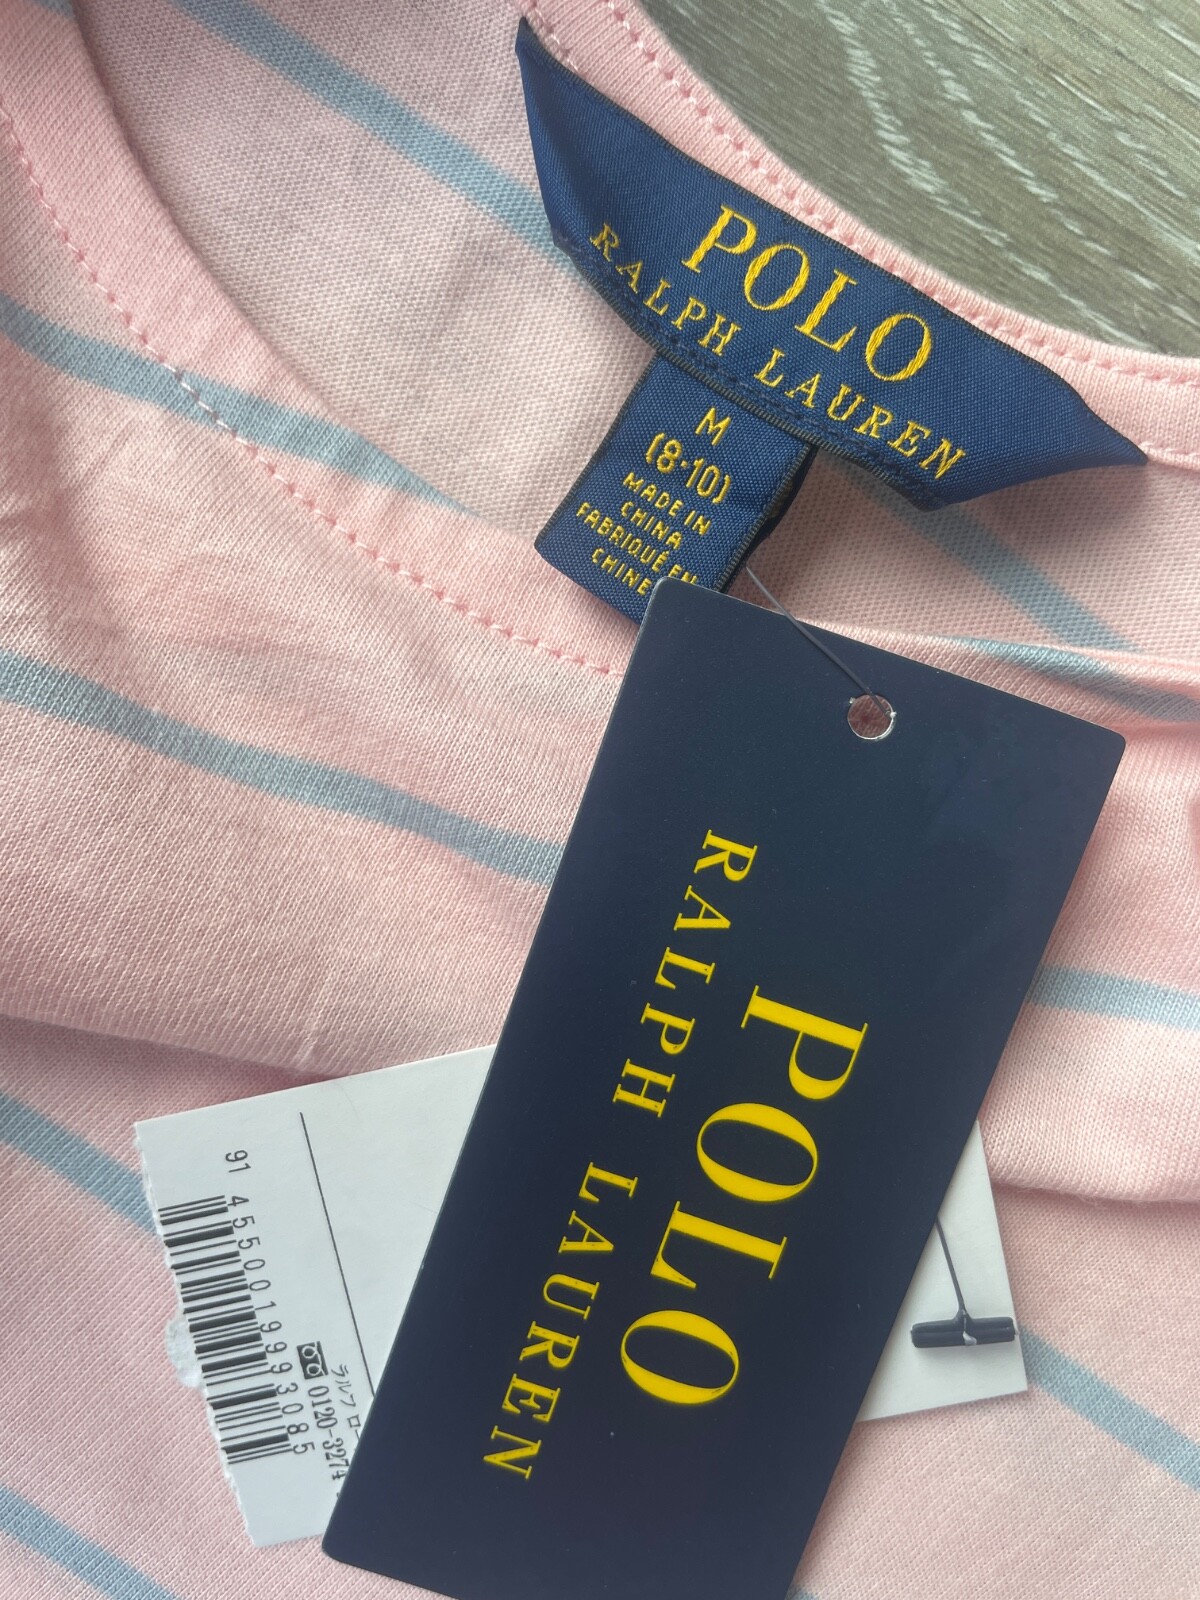 POLO
RALPH LAUREN
M
(8-10)
MADE IN
CHINA
FABRIQUÉ EN
CHINE
POLO
RALPH LAUREN
91 4550019993085
0120-3274